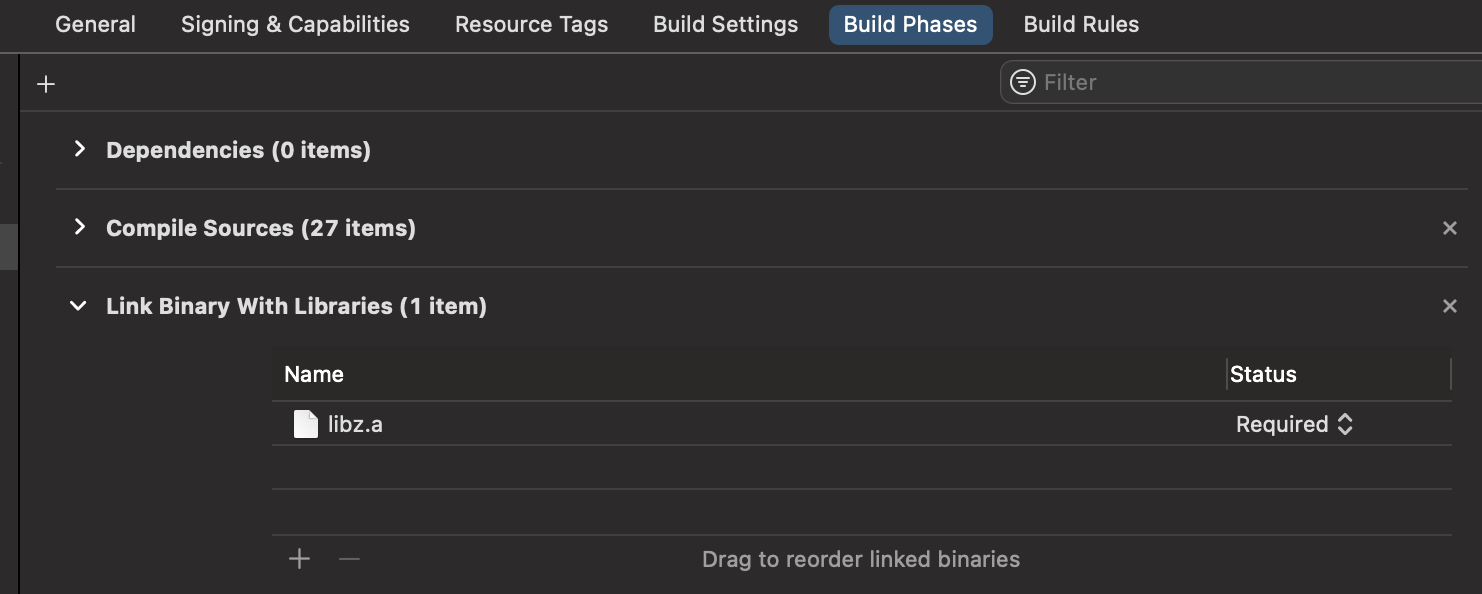 General Signing & Capabilities Resource Tags Build Settings Build Phases Build Rules
Filter
Dependencies (0 items)
Compile Sources (27 items)
Link Binary With Libraries (1 item)
Name Status
libz.a Required
Drag to reorder linked binaries